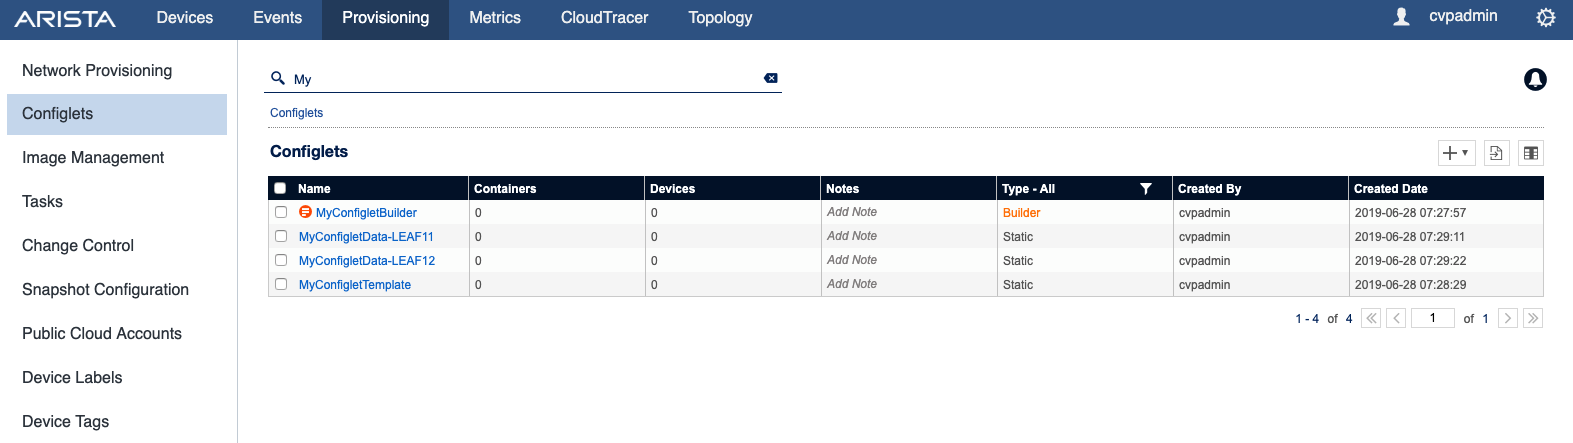 ARISTA Devices Events Provisioning Metrics CloudTracer Topology cvpadmin
Network Provisioning
Configlets
Image Management
Tasks
Change Control
Snapshot Configuration
Public Cloud Accounts
Device Labels
Device Tags
My
Configlets
Configlets
Name Containers Devices Notes Type - All Created By Created Date
MyConfigletBuilder 0 0 Add Note Builder cvpadmin 2019-06-28 07:27:57
MyConfigletData-LEAF11 0 0 Add Note Static cvpadmin 2019-06-28 07:29:11
MyConfigletData-LEAF12 0 0 Add Note Static cvpadmin 2019-06-28 07:29:22
MyConfigletTemplate 0 0 Add Note Static cvpadmin 2019-06-28 07:28:29
1 - 4 of 4 1 of 1